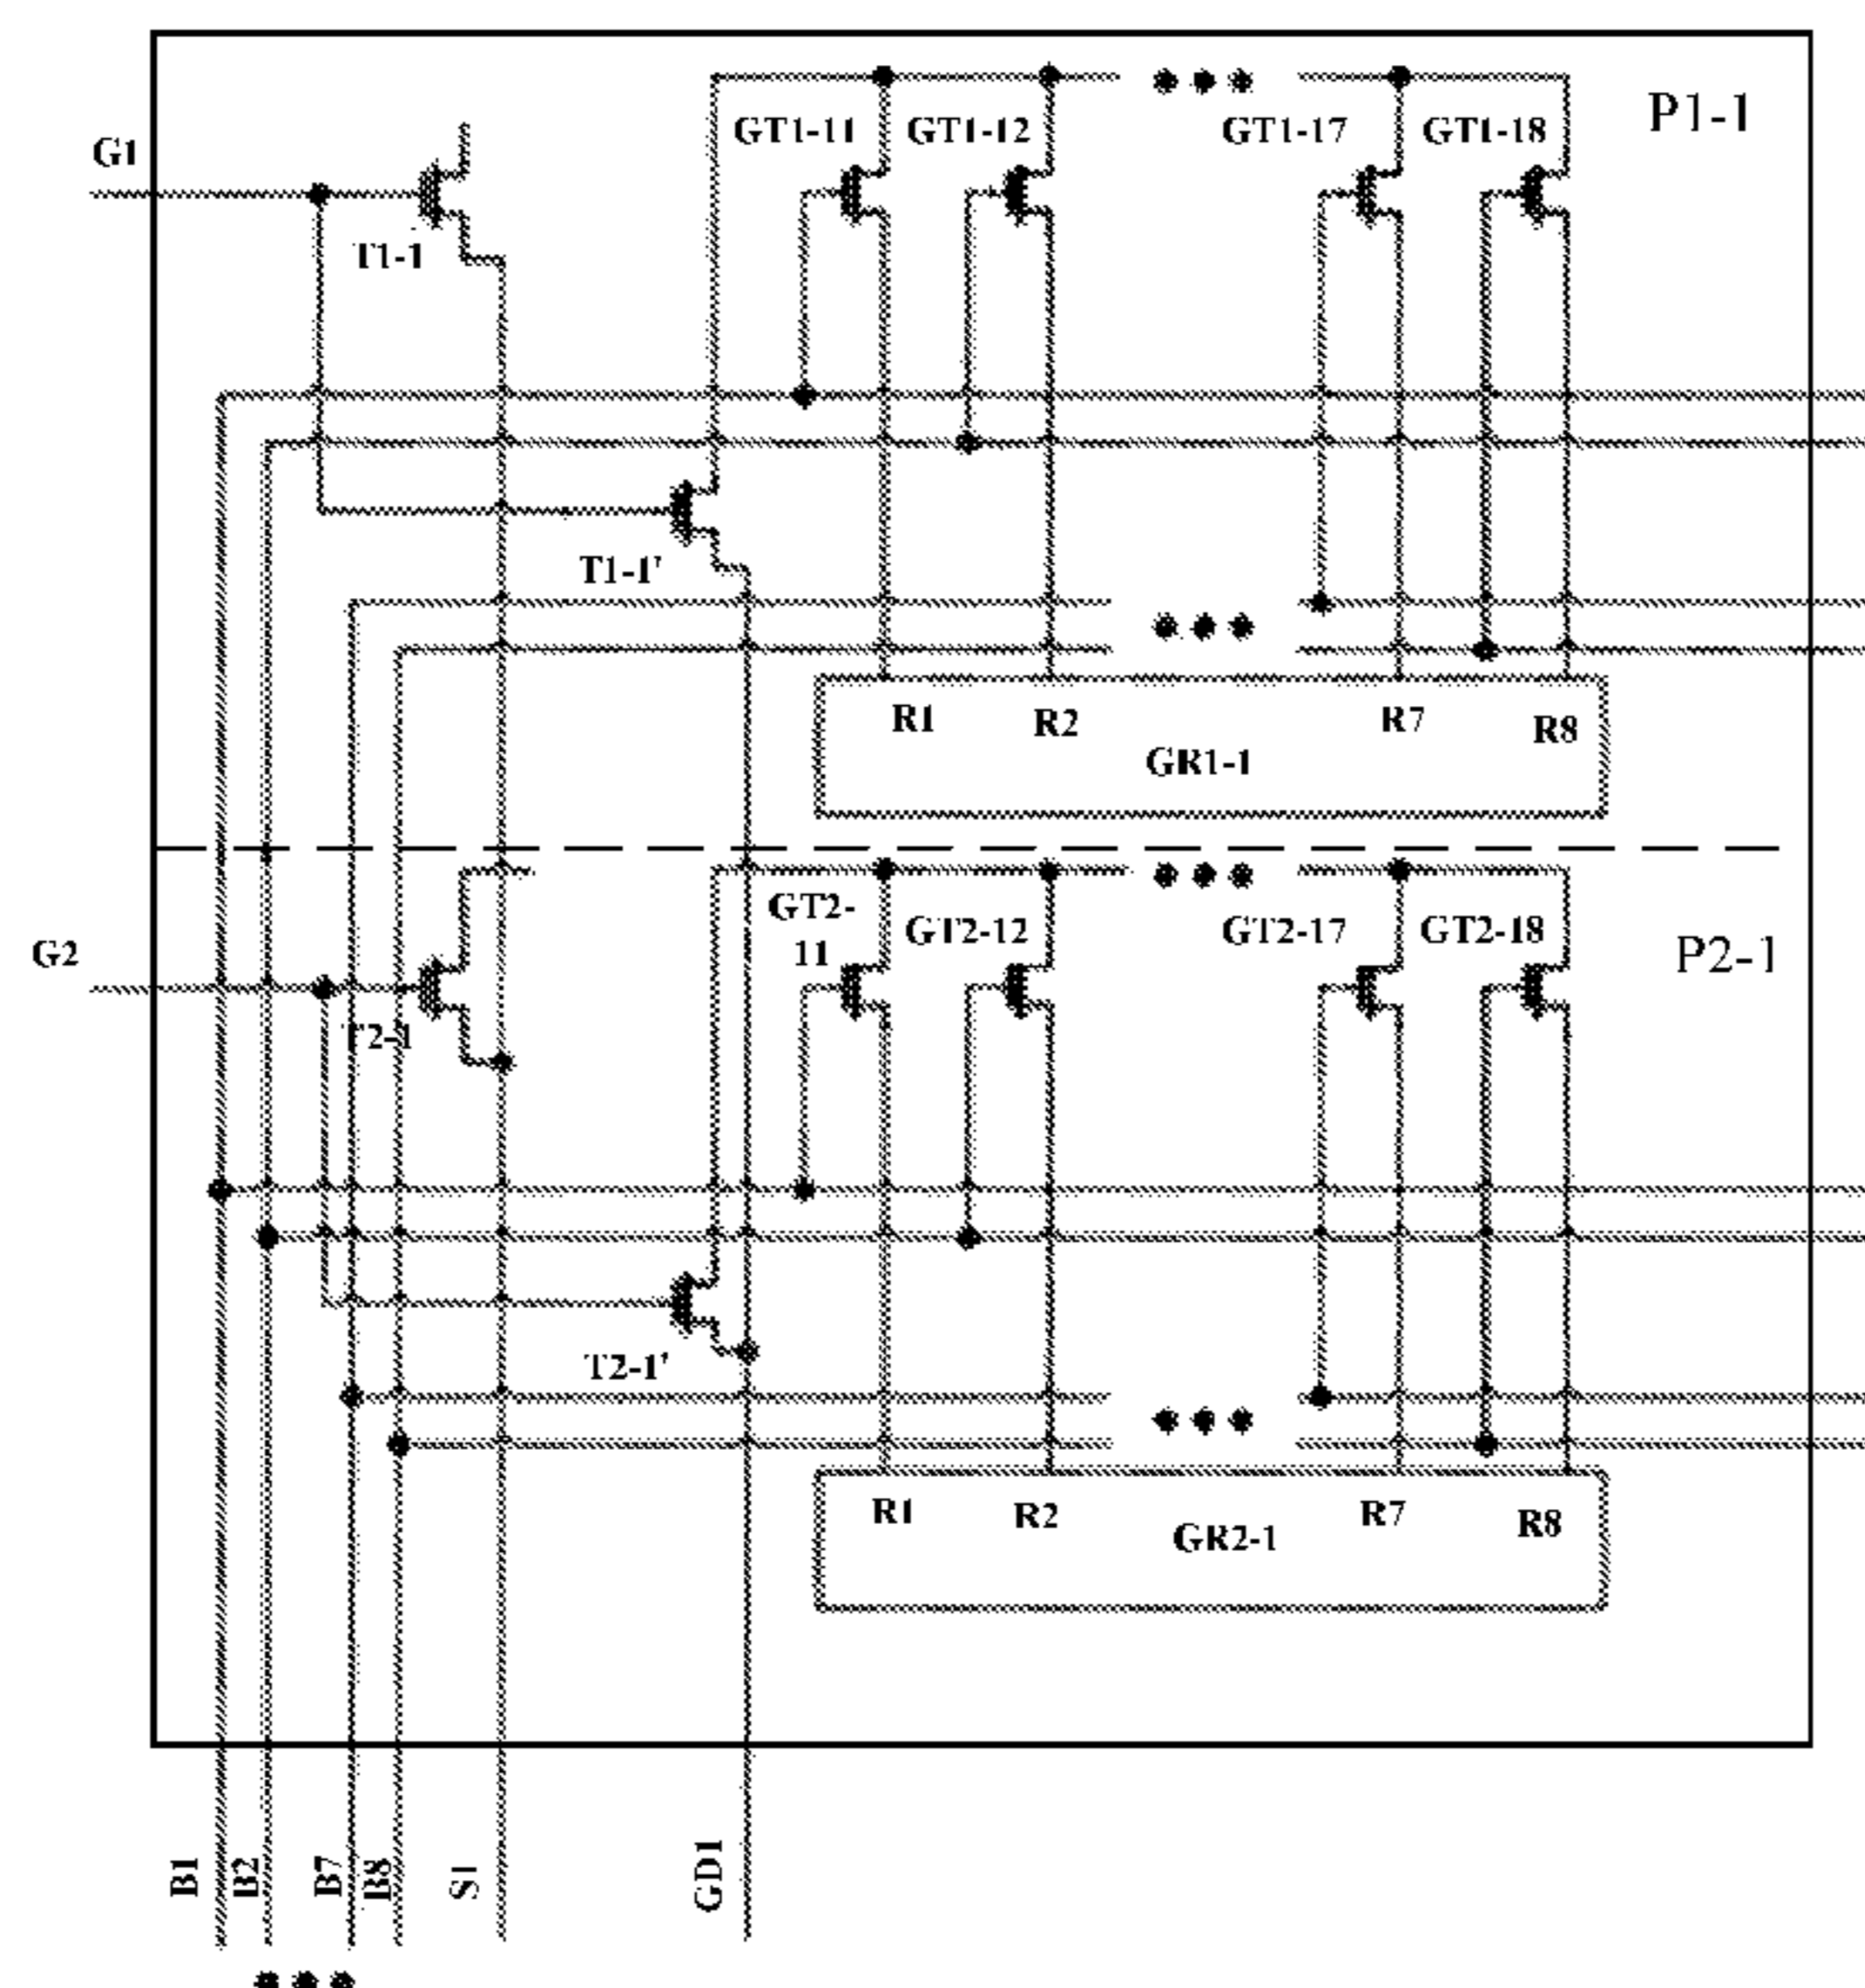 P1-1
GT1-11 GT1-12 GT1-17 GT1-18
G1
T1-1
T1-1'
R1 R2 R7 R8
GR1-1
GT2-
11
GT2-12 GT2-17 GT2-18
P2-1
G2
T2-1
T2-1'
R1 R2 R7 R8
GR2-1
B1 B2 B7 B8 S1 GD1